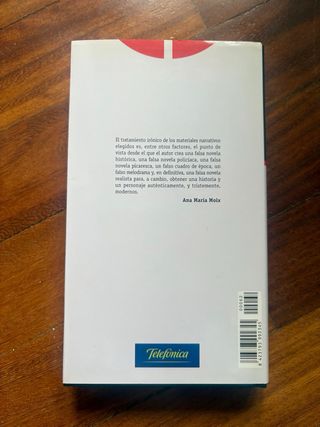 El tratamiento irónico de los materiales narrativos
elegidos es, entre otros factores, el punto de
vista desde el que el autor crea una falsa novela
histórica, una falsa novela policíaca, una falsa
novela picaresca, un falso cuadro de época, un
falso melodrama y, en definitiva, una falsa novela
realista para, a cambio, obtener una historia y
un personaje auténticamente, y tristemente,
modernos.
Ana María Moix
Telefónica
00062